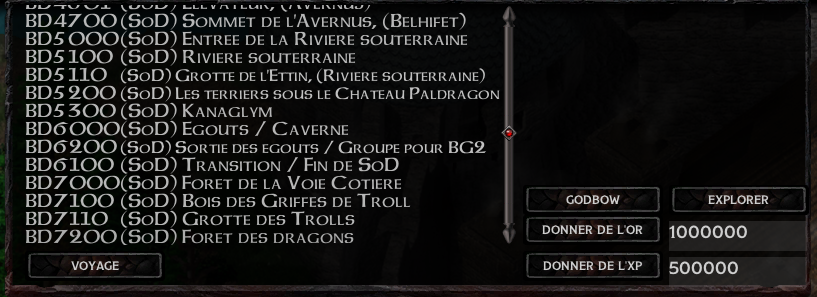 BD4700(SoD) Sommet de l'Avernus, (Belhifet)
BD5000(SoD) Entree de la Riviere souterraine
BD5100 (SoD) Riviere souterraine
BD5110 (SoD) Grotte de l'Ettin, (Riviere souterraine)
BD5200 (SoD) Les terriers sous le Chateau Paldragon
BD5300 (SoD) Kanaglym
BD6000(SoD) Egouts / Caverne
BD6200(SoD) Sortie des egouts / Groupe pour BG2
BD6100 (SoD) Transition / Fin de SoD
BD7000(SoD) Foret de la Voie Cotiere
BD7100 (SoD) Bois des Griffes de Troll
BD7110 (SoD) Grotte des Trolls
BD7200(SoD) Foret des dragons
VOYAGE
GODBOW
EXPLORER
DONNER DE L'OR
1000000
DONNER DE L'XP
500000